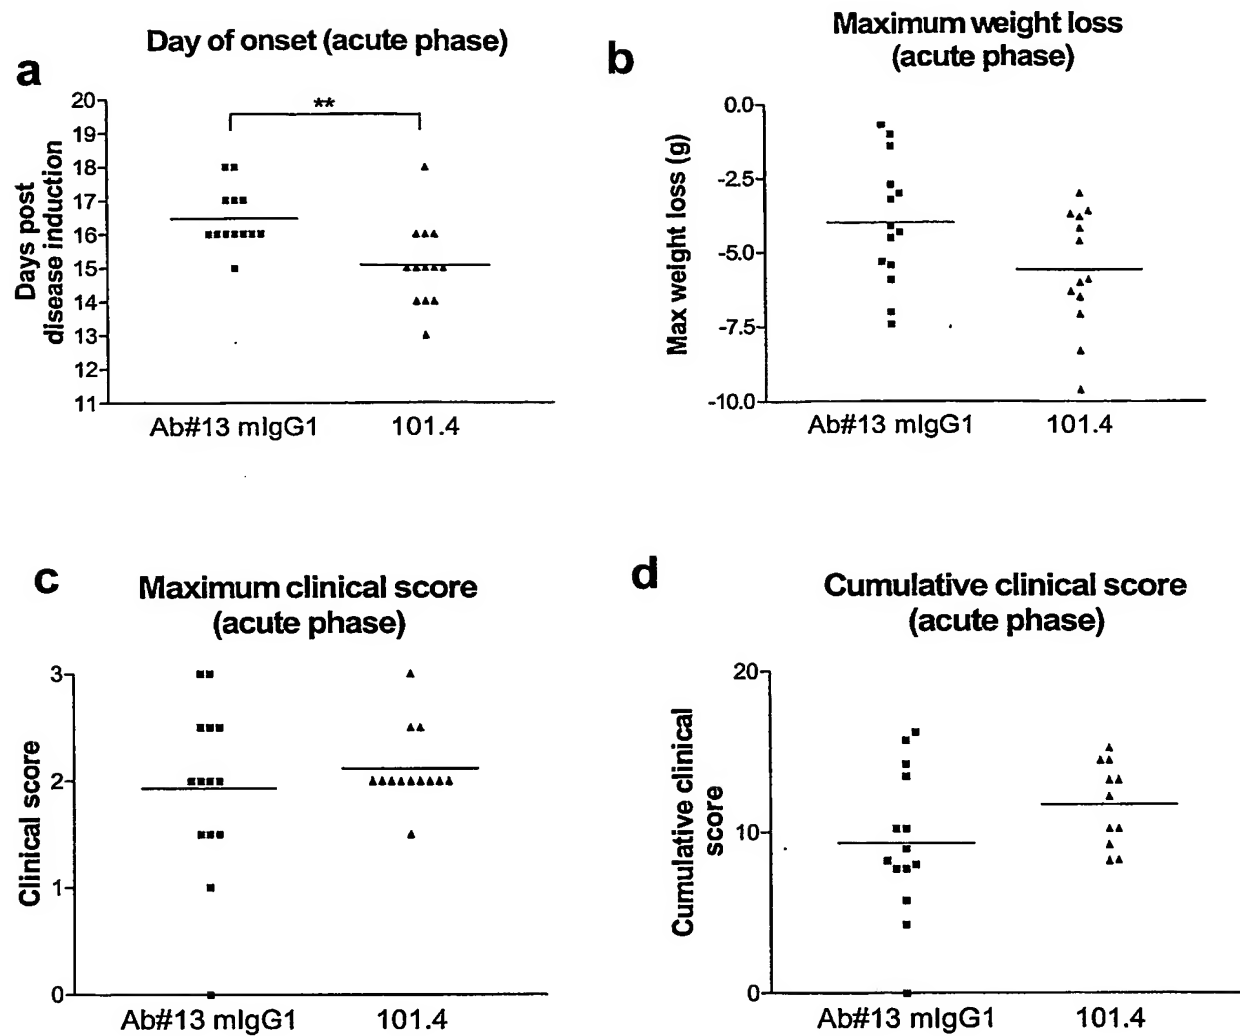 a
Day of onset (acute phase)
Days post
disease induction
20
19
18
17
16
15
14
13
12
11
**
Ab#13 mIgG1
101.4
b
Maximum weight loss
(acute phase)
Max weight loss (g)
0.0
-2.5
-5.0
-7.5
-10.0
Ab#13 mIgG1
101.4
c
Maximum clinical score
(acute phase)
Clinical score
3
2
1
0
Ab#13 mIgG1
101.4
d
Cumulative clinical score
(acute phase)
Cumulative clinical
score
20
10
0
Ab#13 mIgG1
101.4